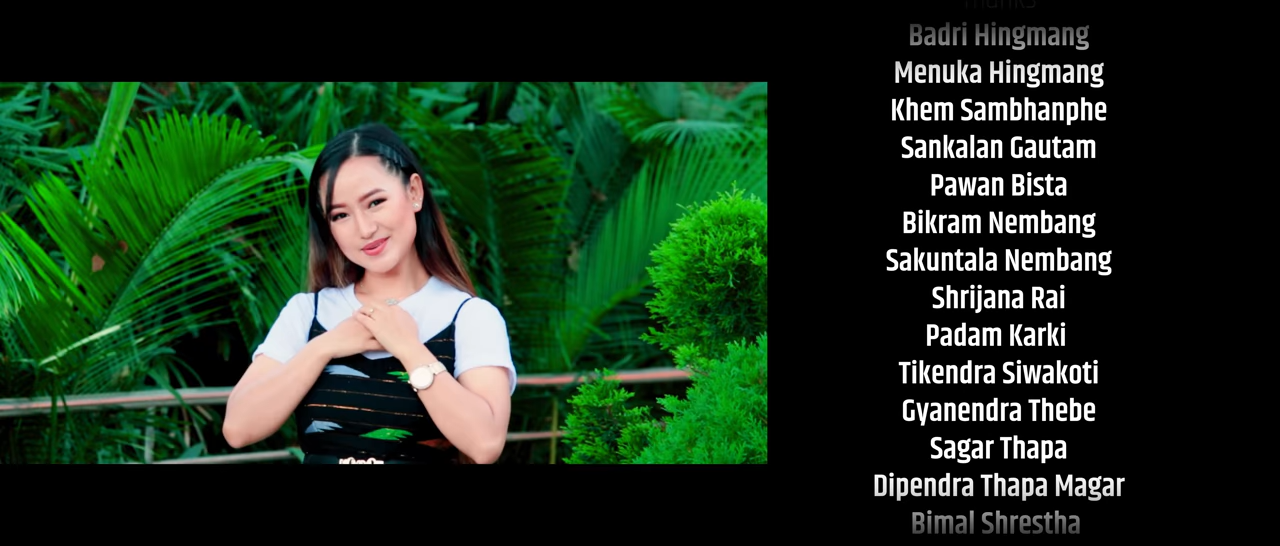 Thanks
Badri Hingmang
Menuka Hingmang
Khem Sambhanphe
Sankalan Gautam
Pawan Bista
Bikram Nembang
Sakuntala Nembang
Shrijana Rai
Padam Karki
Tikendra Siwakoti
Gyanendra Thebe
Sagar Thapa
Dipendra Thapa Magar
Bimal Shrestha